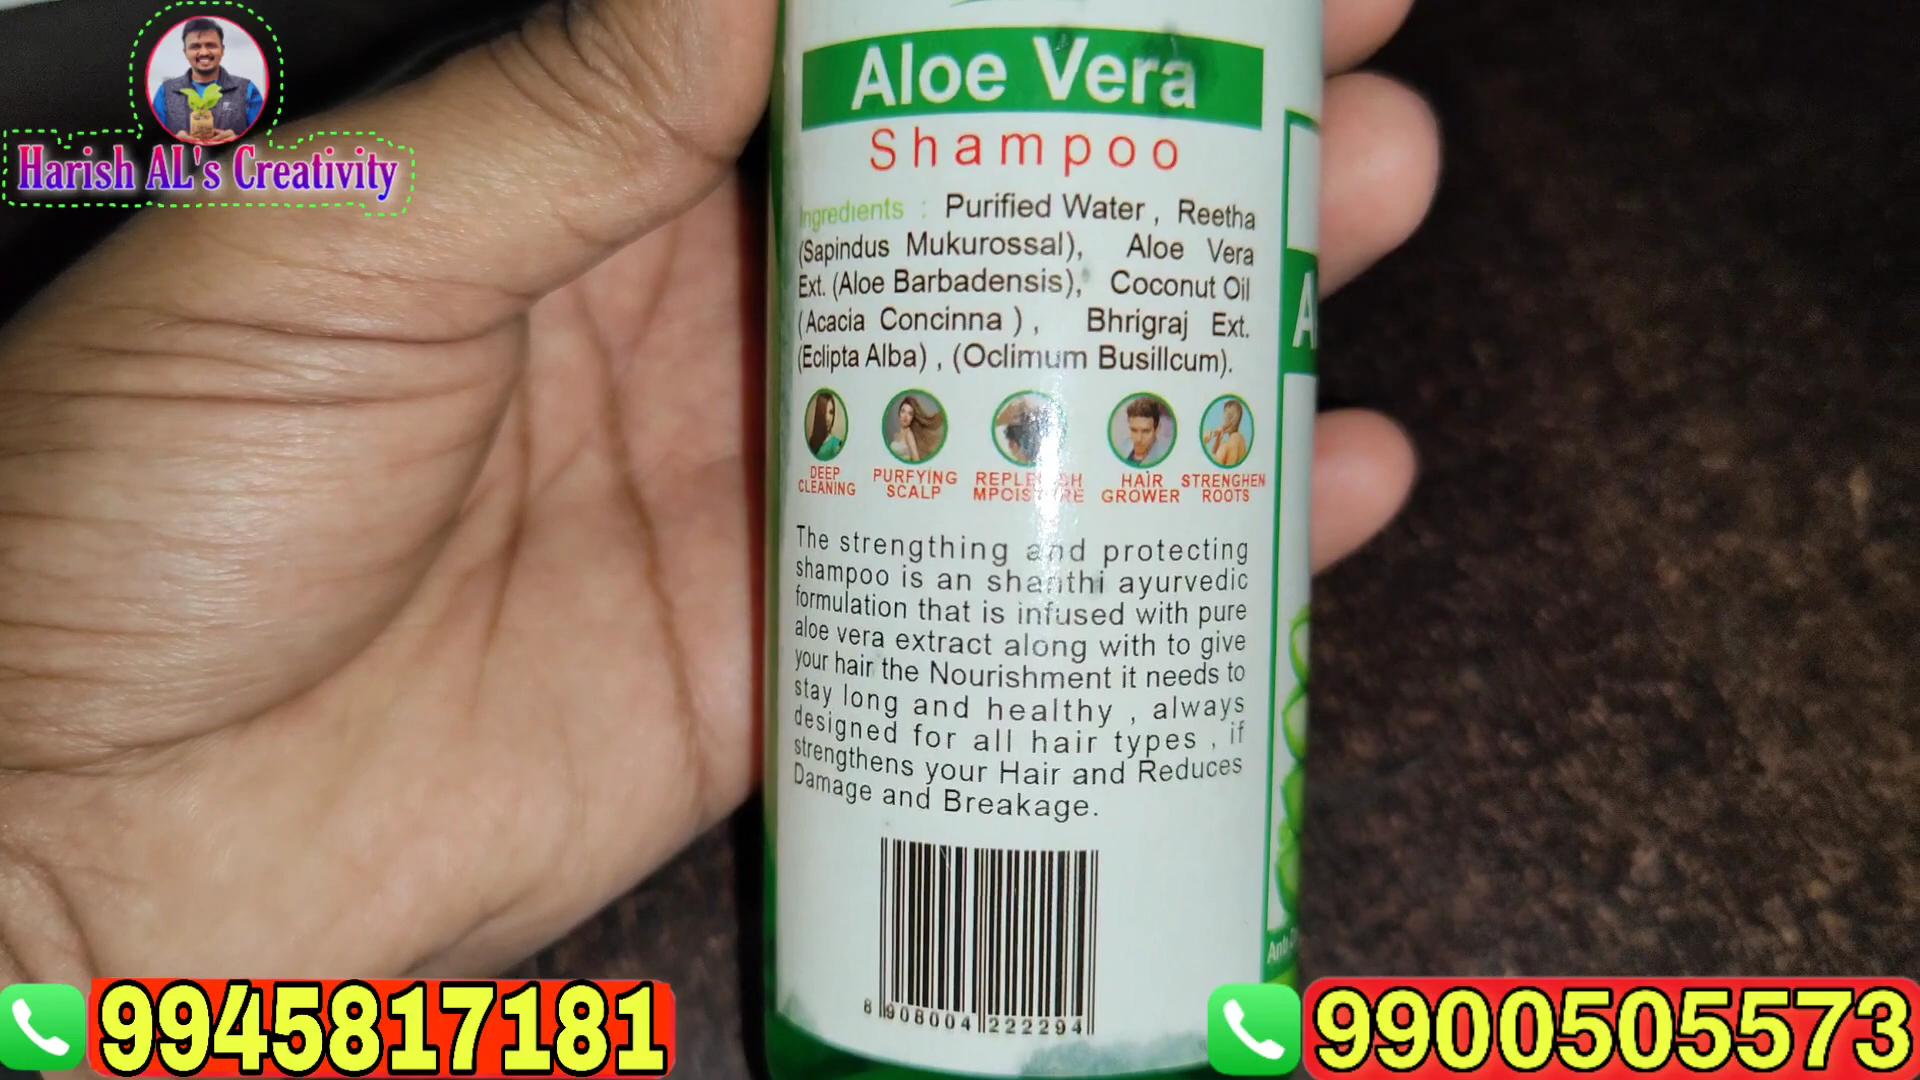 Harish AL's Creativity
Aloe Vera
Shampoo
Ingredients : Purified Water , Reetha
(Sapindus Mukurossal), Aloe Vera
Ext. (Aloe Barbadensis), Coconut Oil
(Acacia Concinna ) , Bhrigraj Ext.
(Eclipta Alba) , (Oclimum Busillcum).
DEEP
CLEANING
PURFYING
SCALP
HAIR
GROWER
STRENGHEN
ROOTS
The strengthing and protecting
shampoo is an shanthi ayurvedic
formulation that is infused with pure
aloe vera extract along with to give
your hair the Nourishment it needs to
stay long and healthy , always
designed for all hair types , if
strengthens your Hair and Reduces
Damage and Breakage.
8 908004 222294
9945817181
9900505573